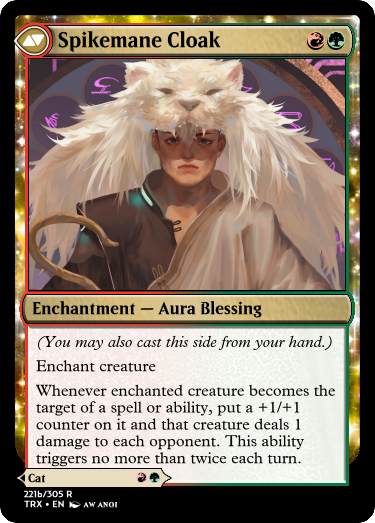 Spikemane Cloak
Enchantment — Aura Blessing
(You may also cast this side from your hand.)
Enchant creature
Whenever enchanted creature becomes the
target of a spell or ability, put a +1/+1
counter on it and that creature deals 1
damage to each opponent. This ability
triggers no more than twice each turn.
Cat
221b/305 R
TRX • EN AW ANOI